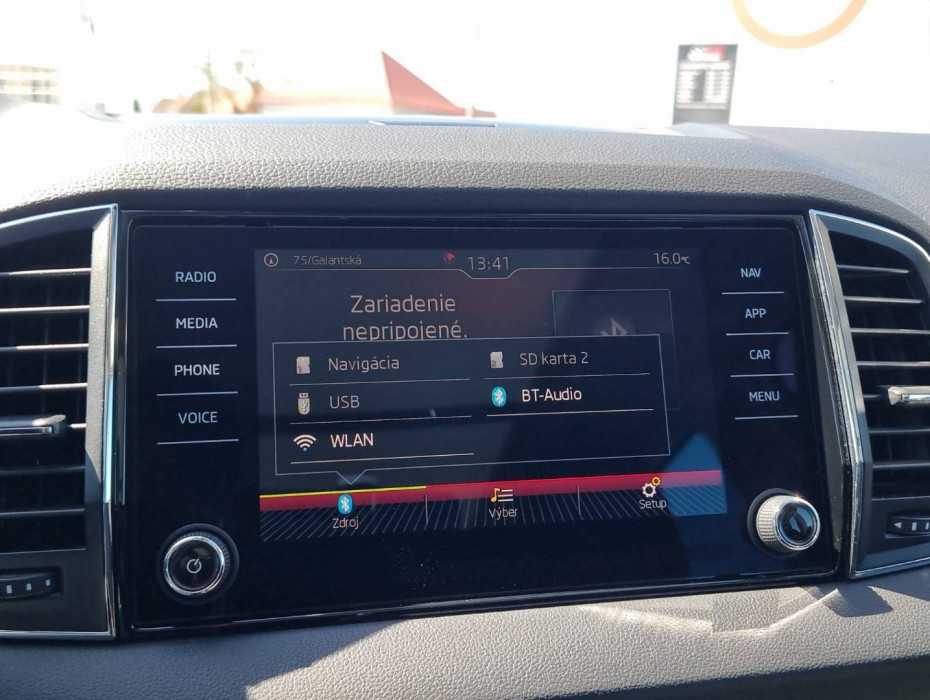 75/Galantská
13:41
16.0°C
RADIO
MEDIA
PHONE
VOICE
NAV
APP
CAR
MENU
Zariadenie
nepripojené.
Navigácia
SD karta 2
USB
BT-Audio
WLAN
Zdroj
Výber
Setup